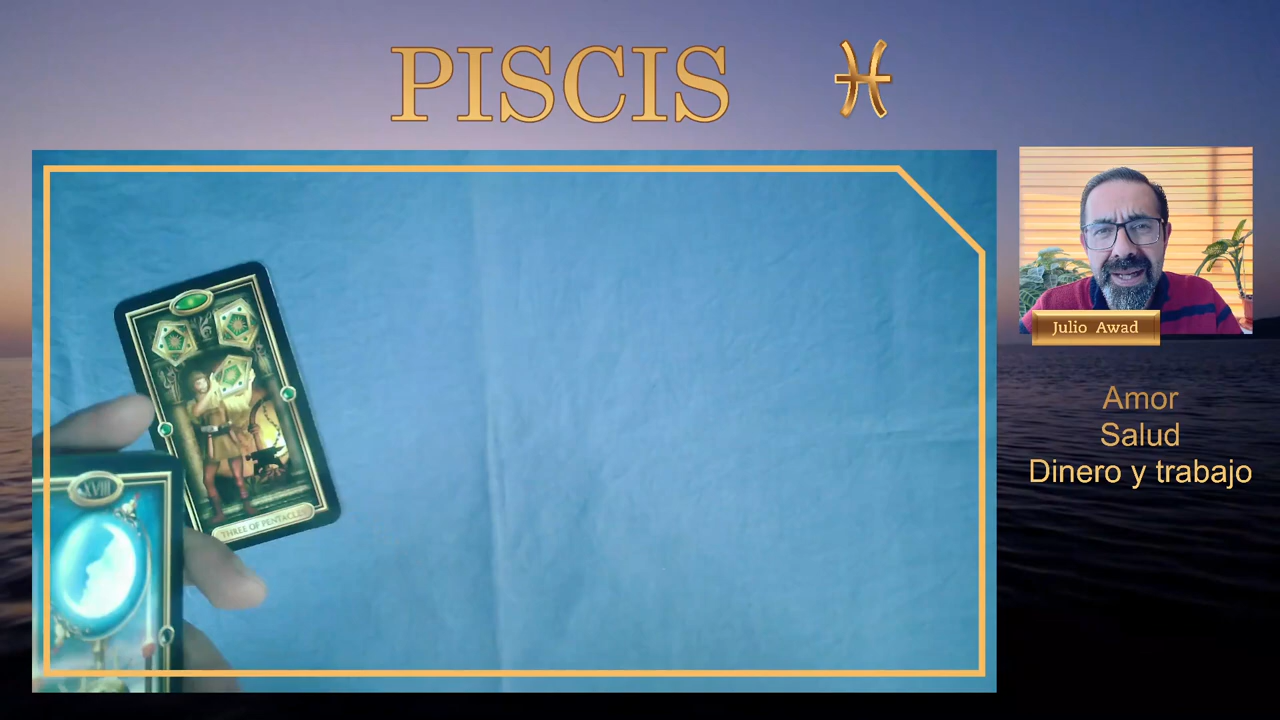 PISCIS
Julio Awad
Amor
Salud
Dinero y trabajo
THREE OF PENTACLES
XVIII